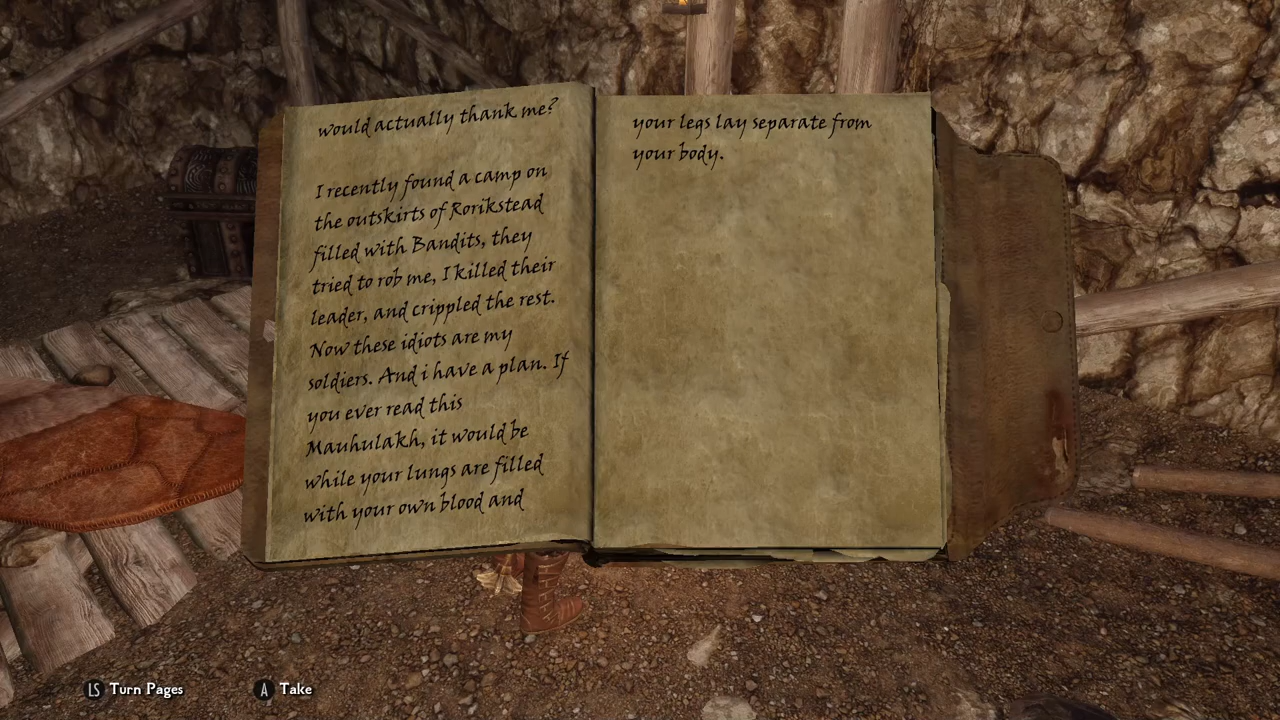 would actually thank me?
I recently found a camp on
the outskirts of Rorikstead
filled with Bandits, they
tried to rob me, I killed their
leader, and crippled the rest.
Now these idiots are my
soldiers. And i have a plan. If
you ever read this
Mauhulakh, it would be
while your lungs are filled
with your own blood and
your legs lay separate from
your body.
LS Turn Pages
A Take